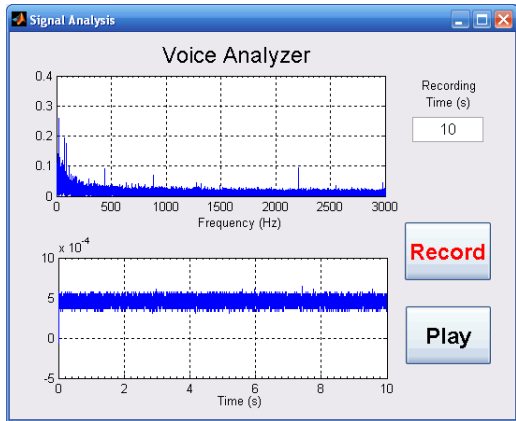 Signal Analysis
Voice Analyzer
0.4
0.3
0.2
0.1
0
0 500 1000 1500 2000 2500 3000
Frequency (Hz)
Recording
Time (s)
10
Record
Play
x 10^-4
10
5
0
-5
0 2 4 6 8 10
Time (s)